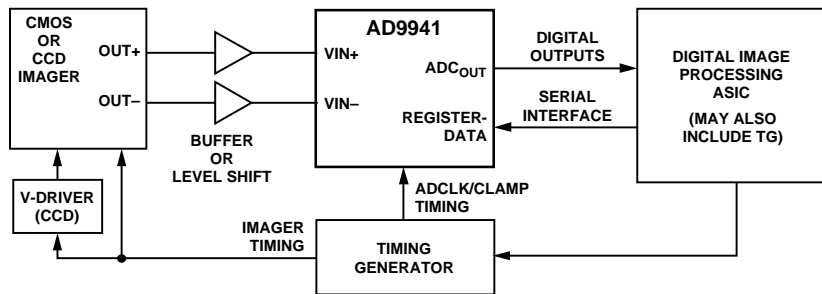 CMOS
OR
CCD
IMAGER
OUT+
OUT–
BUFFER
OR
LEVEL SHIFT
AD9941
VIN+
VIN–
ADCOUT
REGISTER-
DATA
DIGITAL
OUTPUTS
SERIAL
INTERFACE
DIGITAL IMAGE
PROCESSING
ASIC
(MAY ALSO
INCLUDE TG)
V-DRIVER
(CCD)
IMAGER
TIMING
ADCLK/CLAMP
TIMING
TIMING
GENERATOR